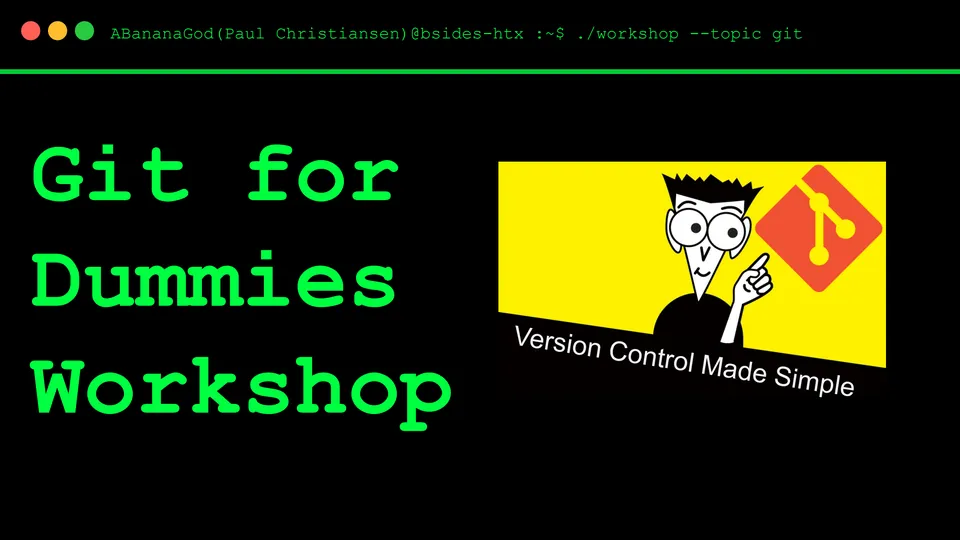 ABananaGod(Paul Christiansen)@bsides-htx :~$ ./workshop --topic git
Git for
Dummies
Workshop
Version Control Made Simple